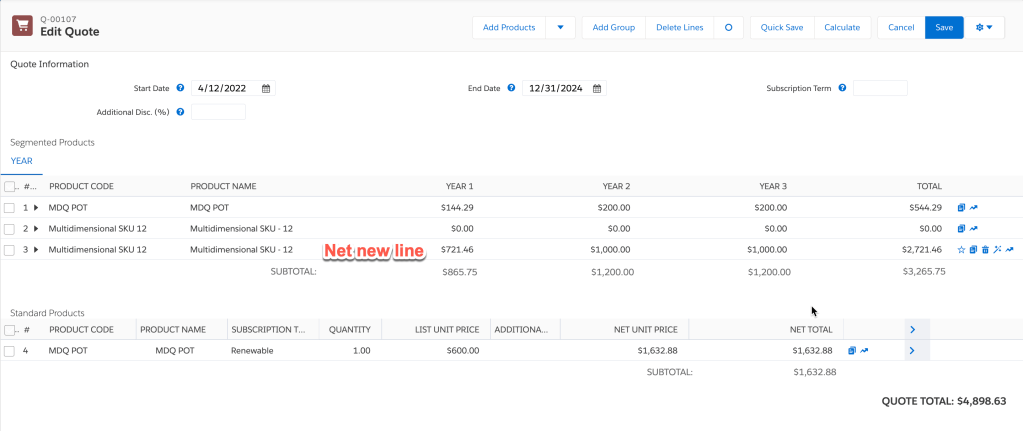 Q-00107
Edit Quote
Add Products
Add Group
Delete Lines
Quick Save
Calculate
Cancel
Save
Quote Information
Start Date ? 4/12/2022
End Date ? 12/31/2024
Subscription Term ?
Additional Disc. (%) ?
Segmented Products
YEAR
#... PRODUCT CODE PRODUCT NAME YEAR 1 YEAR 2 YEAR 3 TOTAL
1 MDQ POT MDQ POT $144.29 $200.00 $200.00 $544.29
2 Multidimensional SKU 12 Multidimensional SKU - 12 $0.00 $0.00 $0.00 $0.00
3 Multidimensional SKU 12 Multidimensional SKU - 12 Net new line $721.46 $1,000.00 $1,000.00 $2,721.46
SUBTOTAL: $865.75 $1,200.00 $1,200.00 $3,265.75
Standard Products
# PRODUCT CODE PRODUCT NAME SUBSCRIPTION T... QUANTITY LIST UNIT PRICE ADDITIONA... NET UNIT PRICE NET TOTAL
4 MDQ POT MDQ POT Renewable 1.00 $600.00 $1,632.88 $1,632.88
SUBTOTAL: $1,632.88
QUOTE TOTAL: $4,898.63